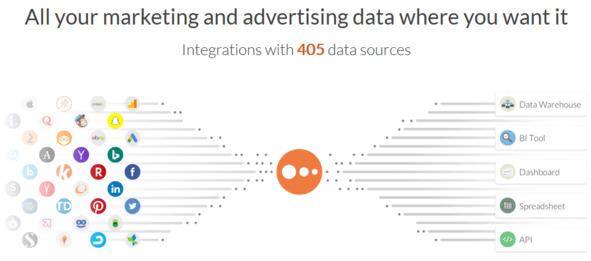 All your marketing and advertising data where you want it
Integrations with 405 data sources
Data Warehouse
BI Tool
Dashboard
Spreadsheet
API